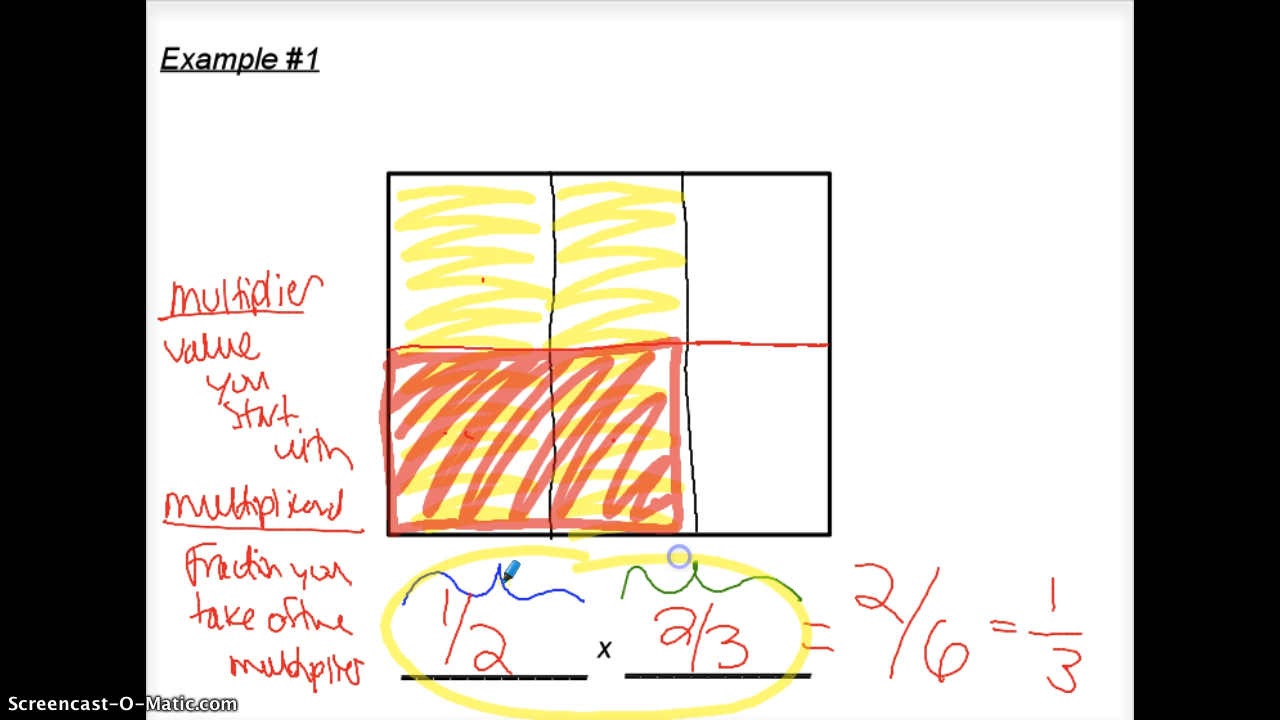 Example #1
multiplier
value
you
start
with
multiplicand
Fraction you
take of the
multiplier
1/2 x 2/3 = 2/6 = 1/3
Screencast-O-Matic.com